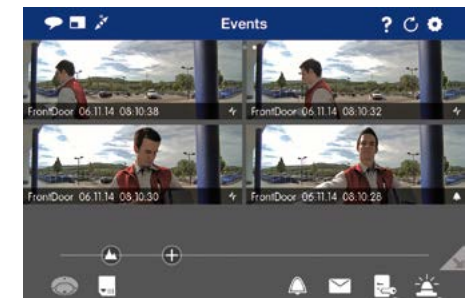 Events ?
FrontDoor 06.11.14 08:10:38
FrontDoor 06.11.14 08:10:32
FrontDoor 06.11.14 08:10:30
FrontDoor 06.11.14 08:10:28